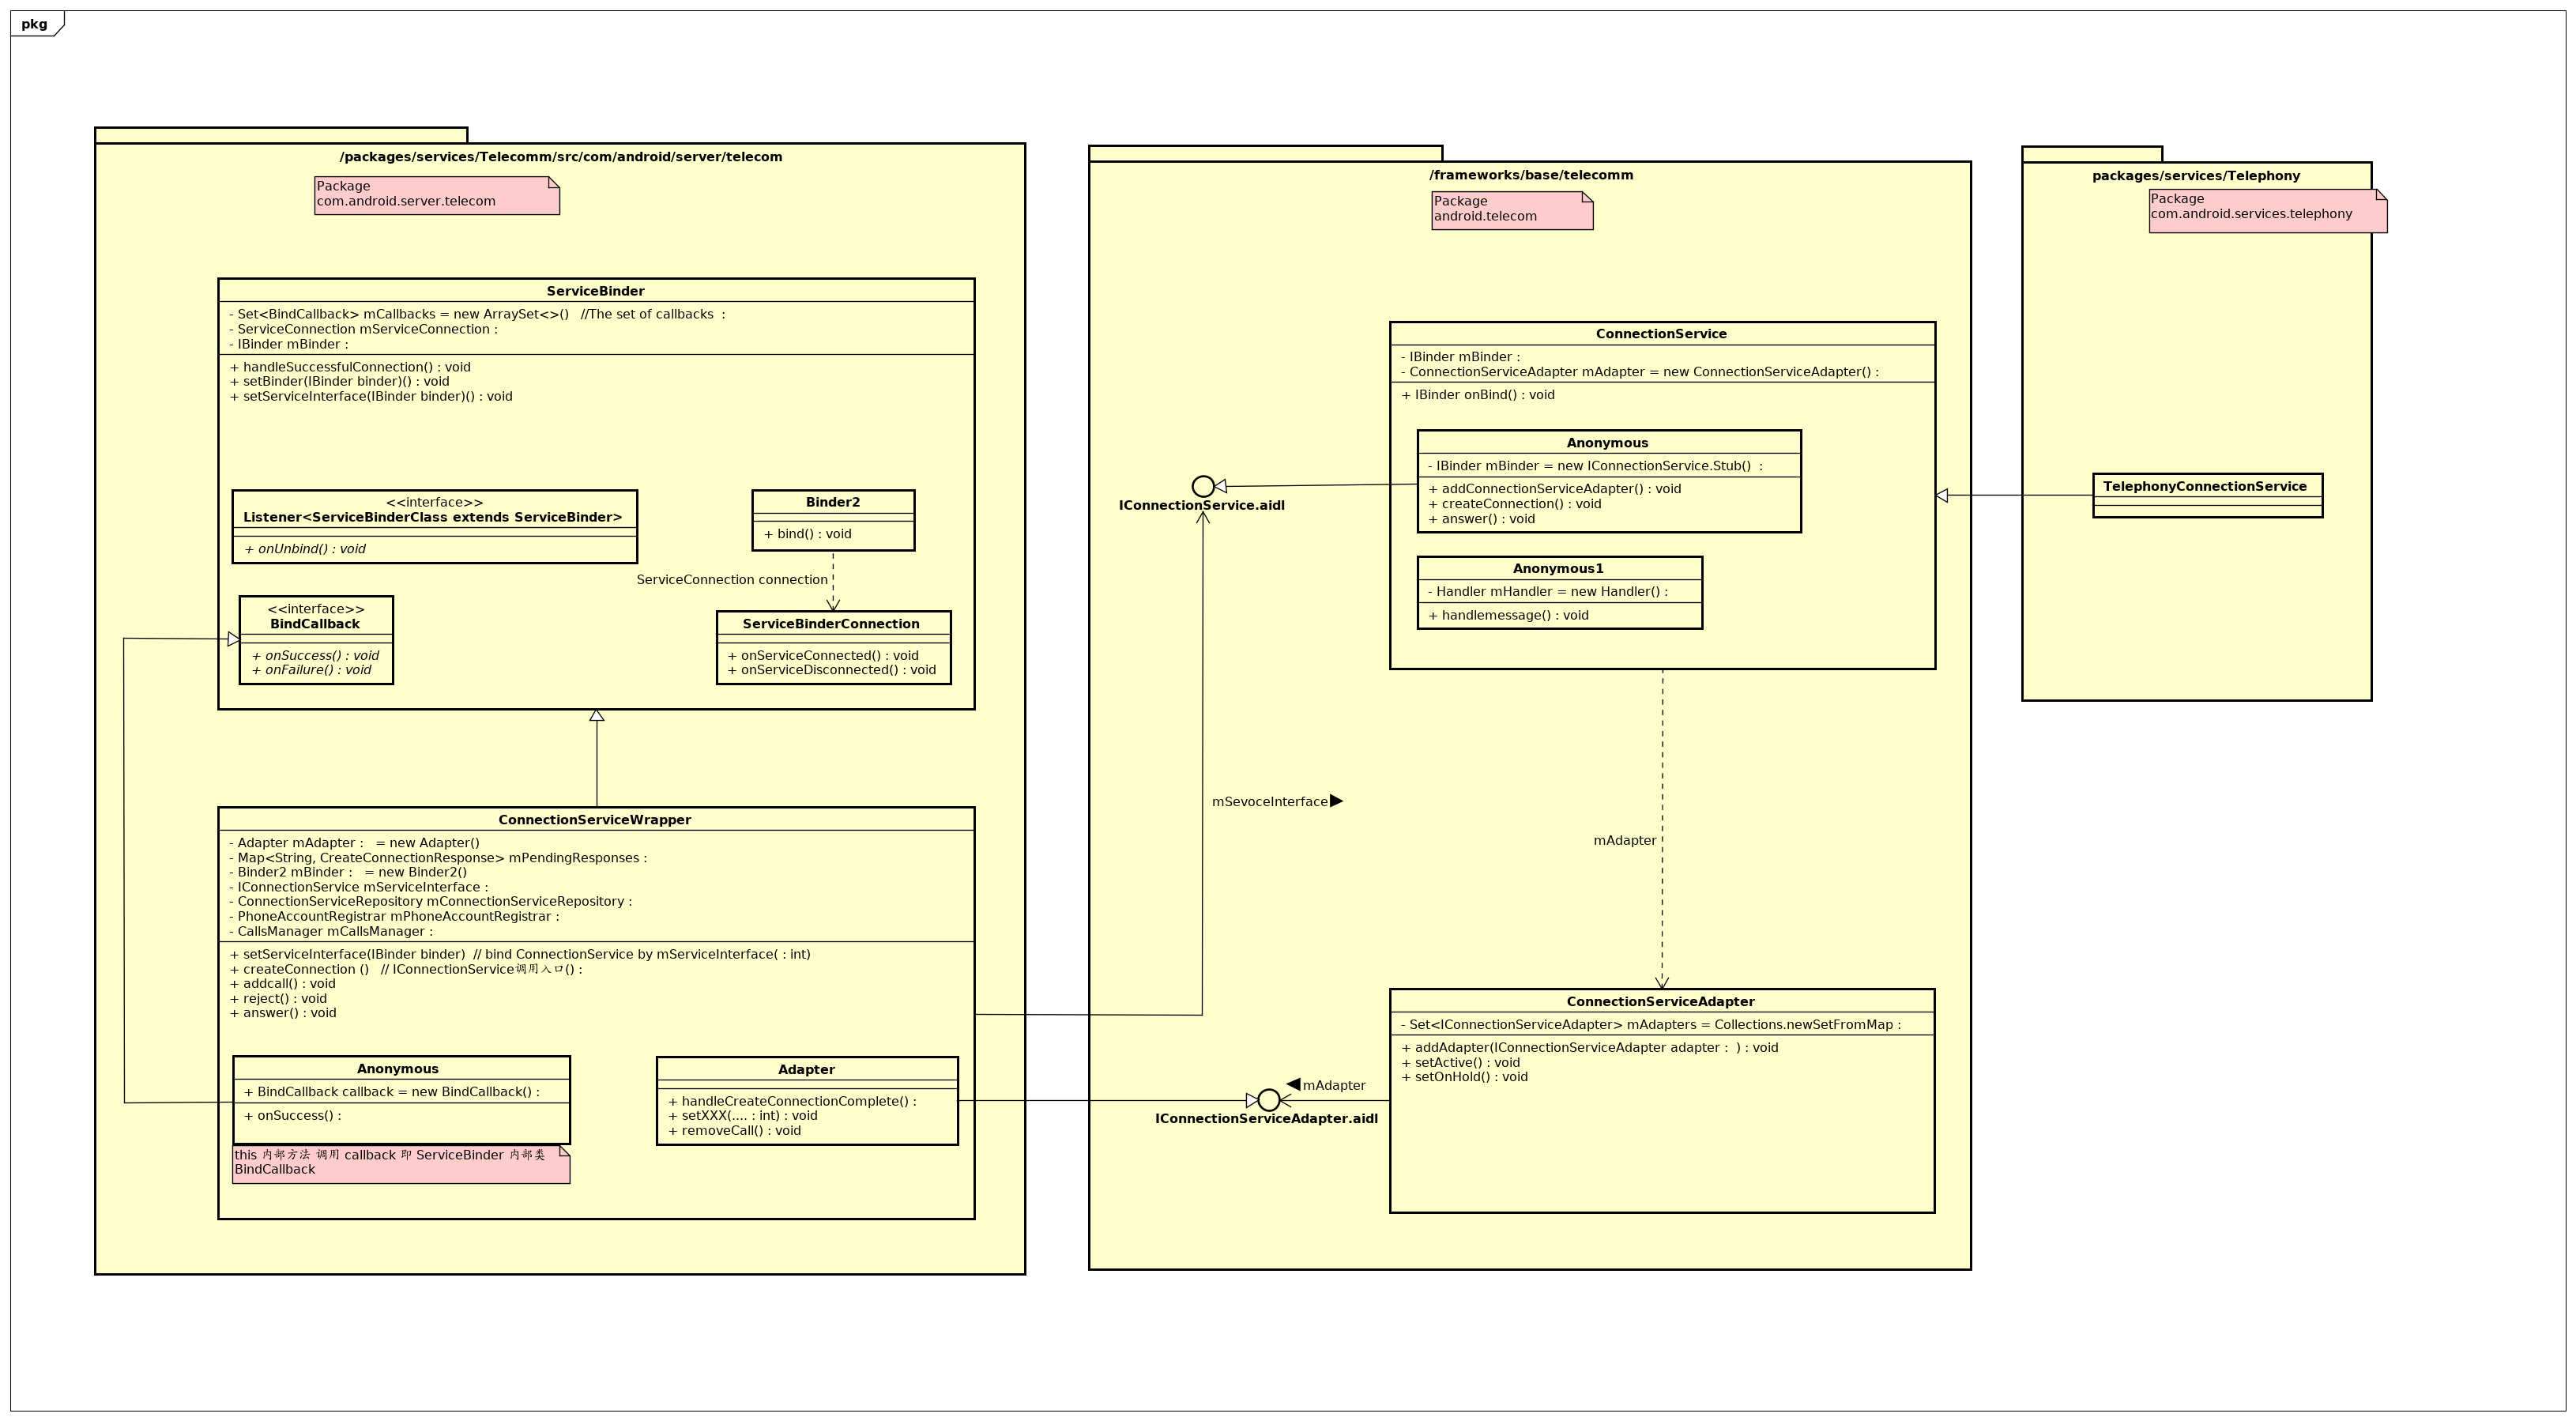 pkg
/packages/services/Telecomm/src/com/android/server/telecom
Package
com.android.server.telecom
ServiceBinder
- Set<BindCallback> mCallbacks = new ArraySet<>()   //The set of callbacks  :
- ServiceConnection mServiceConnection :
- IBinder mBinder :
+ handleSuccessfulConnection() : void
+ setBinder(IBinder binder)() : void
+ setServiceInterface(IBinder binder)() : void
<<interface>>
Listener<ServiceBinderClass extends ServiceBinder>
+ onUnbind() : void
Binder2
+ bind() : void
ServiceConnection connection
<<interface>>
BindCallback
+ onSuccess() : void
+ onFailure() : void
ServiceBinderConnection
+ onServiceConnected() : void
+ onServiceDisconnected() : void
ConnectionServiceWrapper
- Adapter mAdapter :   = new Adapter()
- Map<String, CreateConnectionResponse> mPendingResponses :
- Binder2 mBinder :   = new Binder2()
- IConnectionService mServiceInterface :
- ConnectionServiceRepository mConnectionServiceRepository :
- PhoneAccountRegistrar mPhoneAccountRegistrar :
- CallsManager mCallsManager :
+ setServiceInterface(IBinder binder)  // bind ConnectionService by mServiceInterface( : int)
+ createConnection ()   // IConnectionService调用入口() :
+ addcall() : void
+ reject() : void
+ answer() : void
Anonymous
+ BindCallback callback = new BindCallback() :
+ onSuccess() :
this 内部方法 调用 callback 即 ServiceBinder 内部类
BindCallback
Adapter
+ handleCreateConnectionComplete() :
+ setXXX(.... : int) : void
+ removeCall() : void
/frameworks/base/telecomm
Package
android.telecom
ConnectionService
- IBinder mBinder :
- ConnectionServiceAdapter mAdapter = new ConnectionServiceAdapter() :
+ IBinder onBind() : void
Anonymous
- IBinder mBinder = new IConnectionService.Stub()  :
+ addConnectionServiceAdapter() : void
+ createConnection() : void
+ answer() : void
IConnectionService.aidl
Anonymous1
- Handler mHandler = new Handler() :
+ handlemessage() : void
mSevoceInterface
mAdapter
ConnectionServiceAdapter
- Set<IConnectionServiceAdapter> mAdapters = Collections.newSetFromMap :
+ addAdapter(IConnectionServiceAdapter adapter :  ) : void
+ setActive() : void
+ setOnHold() : void
mAdapter
IConnectionServiceAdapter.aidl
packages/services/Telephony
Package
com.android.services.telephony
TelephonyConnectionService